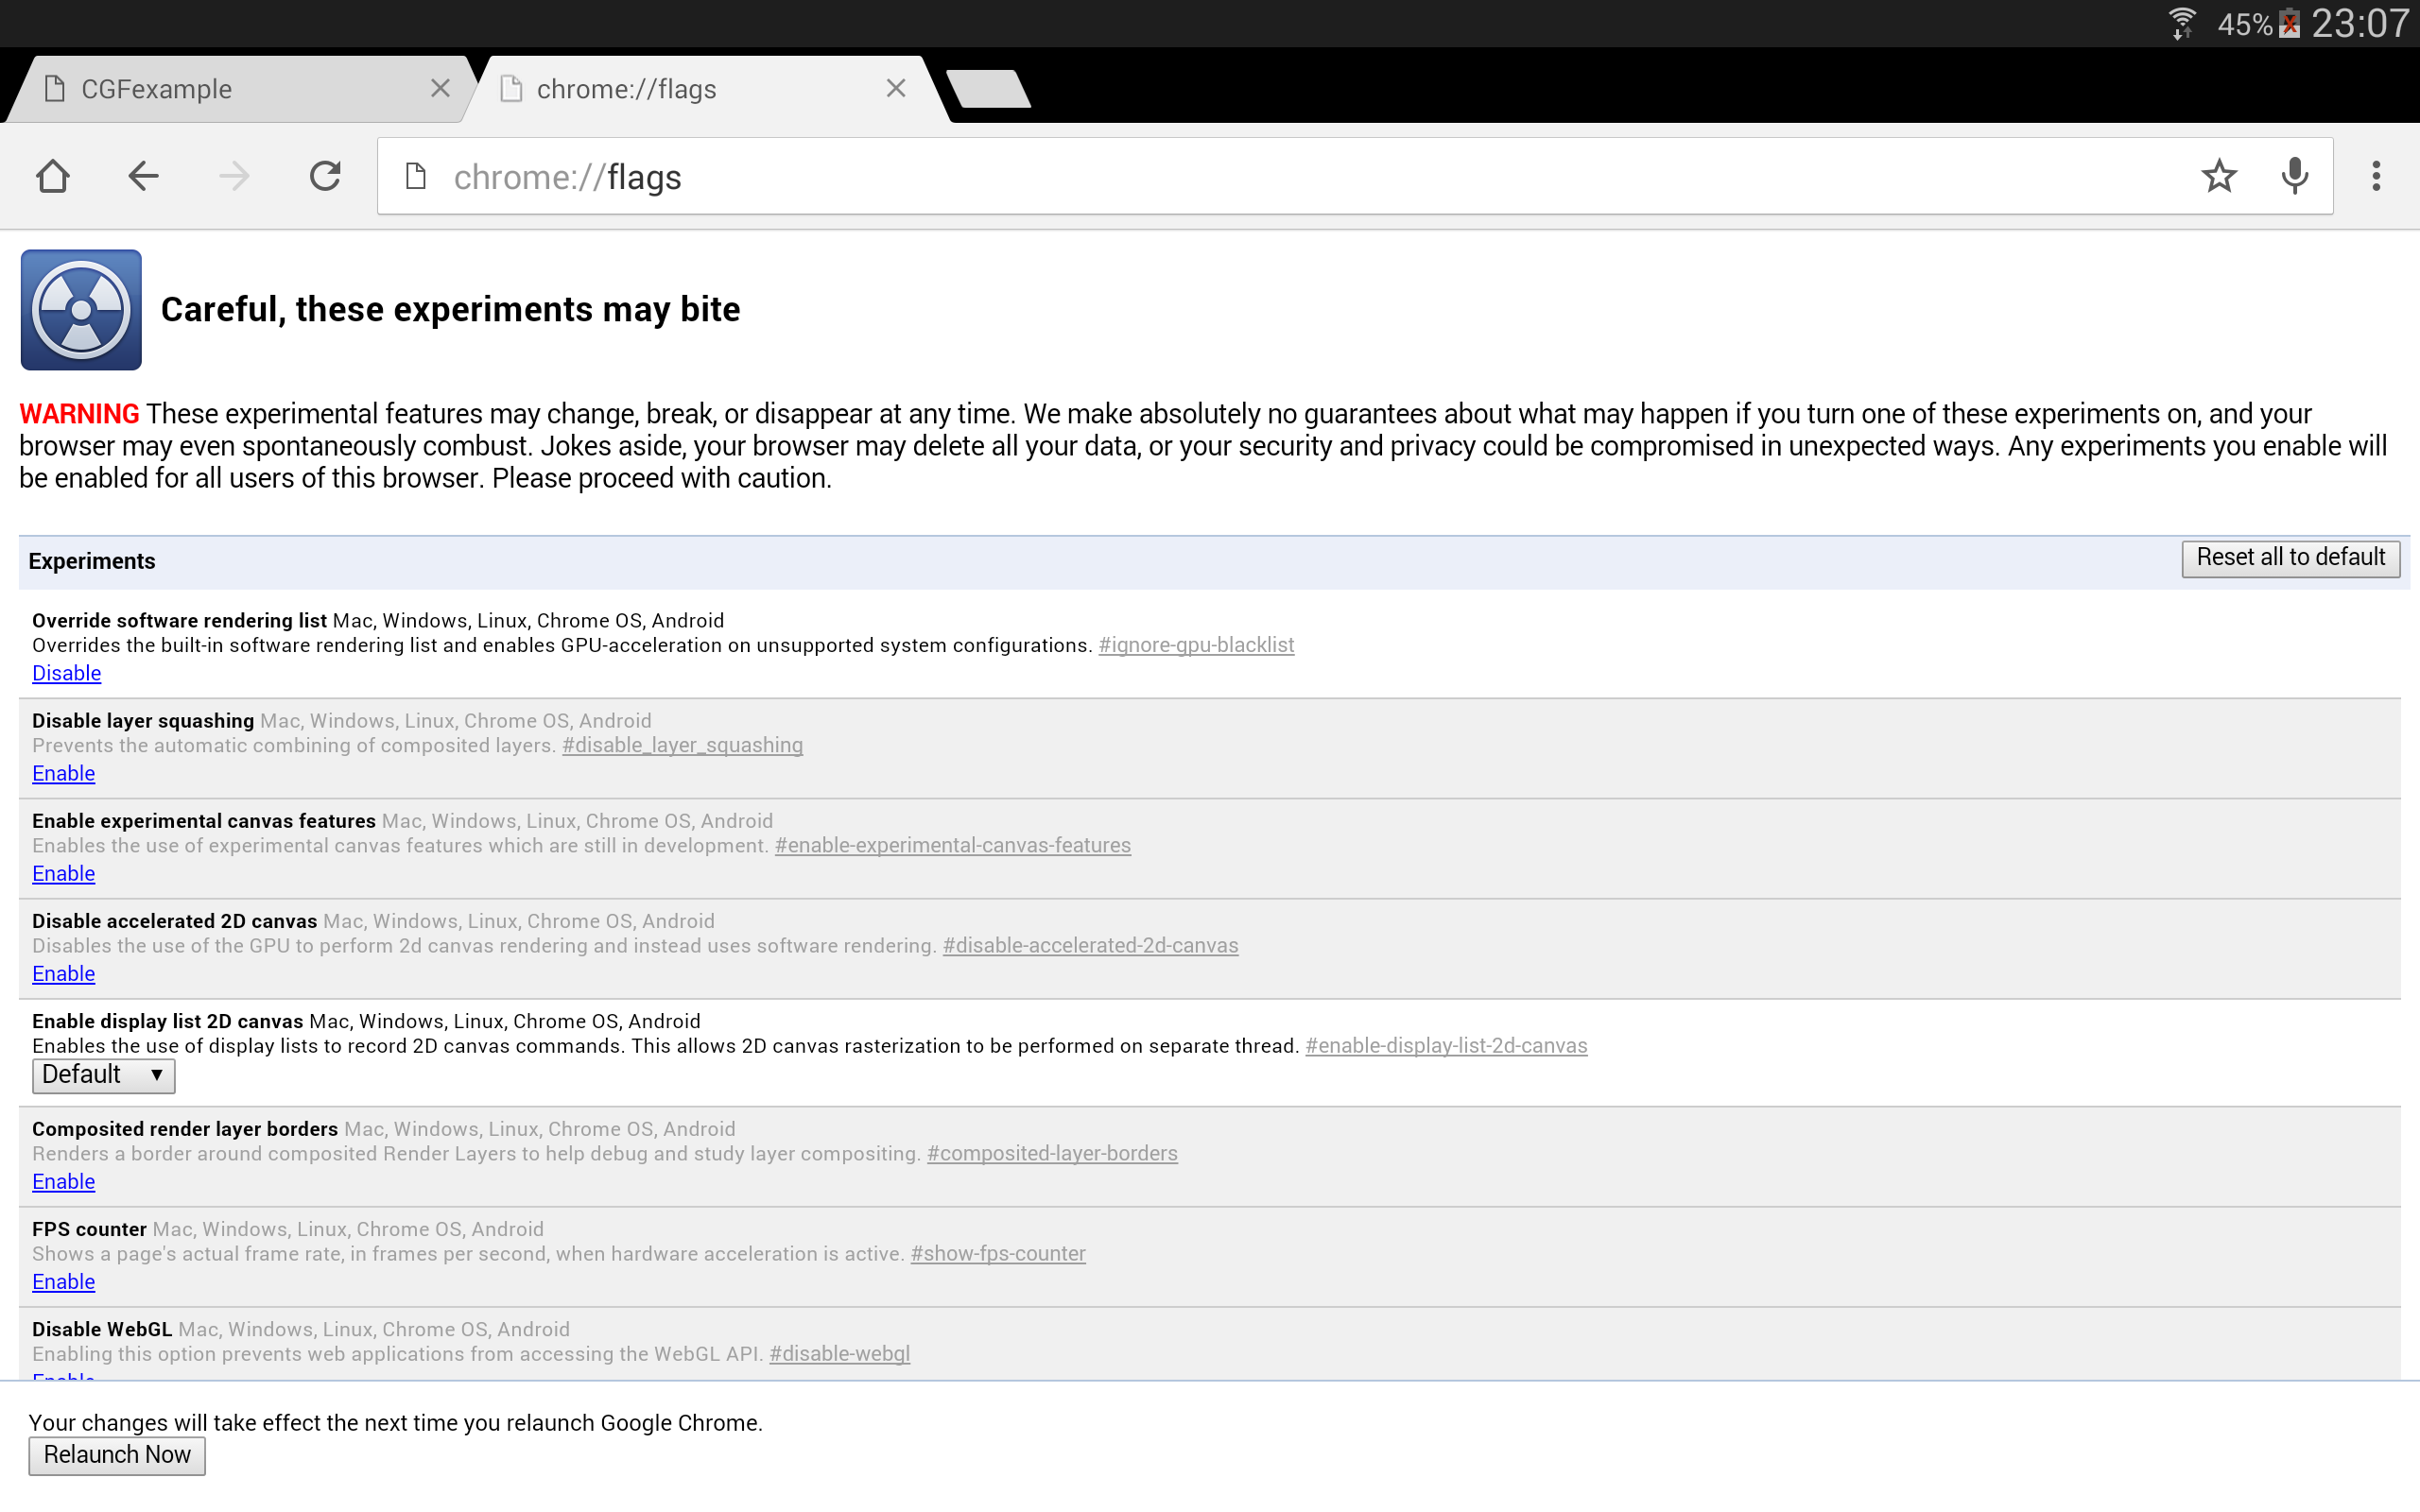 45% 23:07
CGFexample
chrome://flags
chrome://flags
Careful, these experiments may bite
WARNING These experimental features may change, break, or disappear at any time. We make absolutely no guarantees about what may happen if you turn one of these experiments on, and your
browser may even spontaneously combust. Jokes aside, your browser may delete all your data, or your security and privacy could be compromised in unexpected ways. Any experiments you enable will
be enabled for all users of this browser. Please proceed with caution.
Experiments
Reset all to default
Override software rendering list Mac, Windows, Linux, Chrome OS, Android
Overrides the built-in software rendering list and enables GPU-acceleration on unsupported system configurations. #ignore-gpu-blacklist
Disable
Disable layer squashing Mac, Windows, Linux, Chrome OS, Android
Prevents the automatic combining of composited layers. #disable_layer_squashing
Enable
Enable experimental canvas features Mac, Windows, Linux, Chrome OS, Android
Enables the use of experimental canvas features which are still in development. #enable-experimental-canvas-features
Enable
Disable accelerated 2D canvas Mac, Windows, Linux, Chrome OS, Android
Disables the use of the GPU to perform 2d canvas rendering and instead uses software rendering. #disable-accelerated-2d-canvas
Enable
Enable display list 2D canvas Mac, Windows, Linux, Chrome OS, Android
Enables the use of display lists to record 2D canvas commands. This allows 2D canvas rasterization to be performed on separate thread. #enable-display-list-2d-canvas
Default
Composited render layer borders Mac, Windows, Linux, Chrome OS, Android
Renders a border around composited Render Layers to help debug and study layer compositing. #composited-layer-borders
Enable
FPS counter Mac, Windows, Linux, Chrome OS, Android
Shows a page's actual frame rate, in frames per second, when hardware acceleration is active. #show-fps-counter
Enable
Disable WebGL Mac, Windows, Linux, Chrome OS, Android
Enabling this option prevents web applications from accessing the WebGL API. #disable-webgl
Enable
Your changes will take effect the next time you relaunch Google Chrome.
Relaunch Now